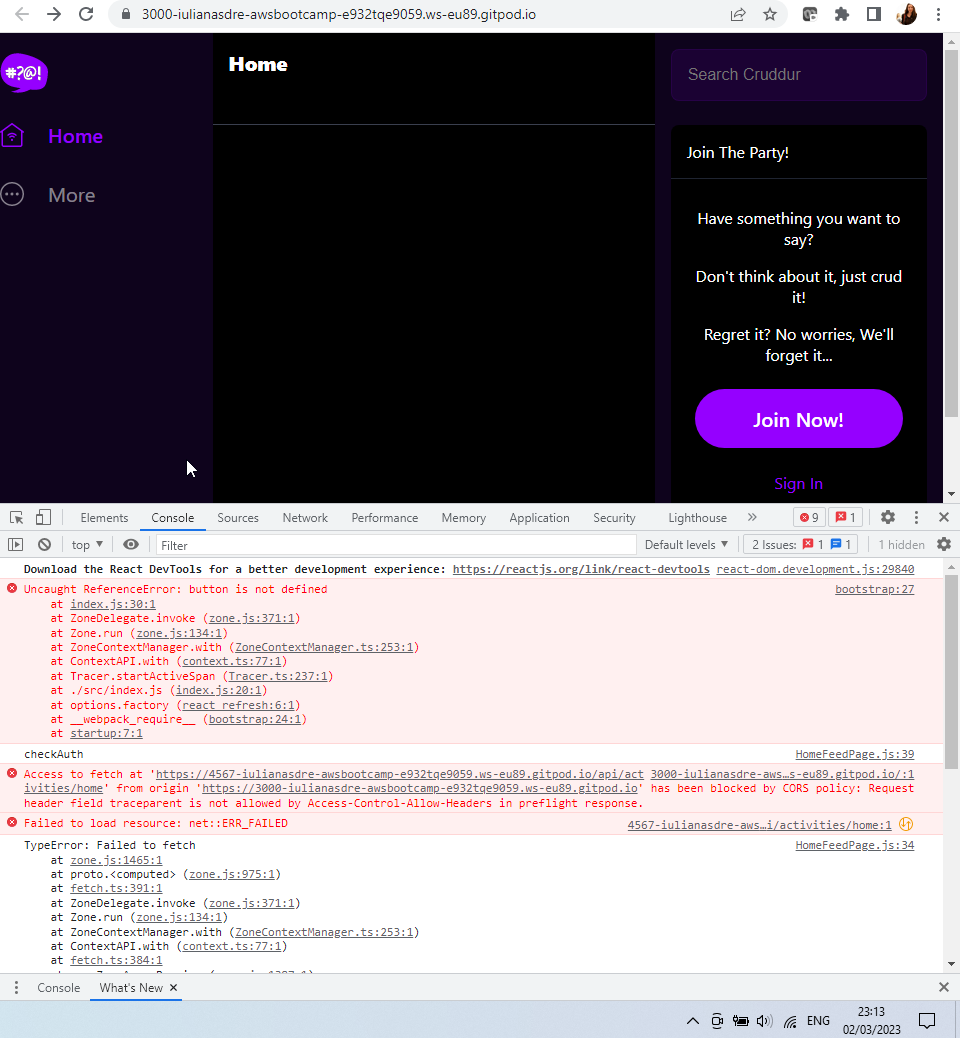 3000-iulianasdre-awsbootcamp-e932tqe9059.ws-eu89.gitpod.io
#?@!
Home
More
Home
Search Cruddur
Join The Party!
Have something you want to
say?
Don't think about it, just crud
it!
Regret it? No worries, We'll
forget it...
Join Now!
Sign In
Elements Console Sources Network Performance Memory Application Security Lighthouse » 9 1
top ▼ Filter Default levels ▼ 2 Issues: 1 1 1 hidden
Download the React DevTools for a better development experience: https://reactjs.org/link/react-devtools react-dom.development.js:29840
Uncaught ReferenceError: button is not defined bootstrap:27
at index.js:30:1
at ZoneDelegate.invoke (zone.js:371:1)
at Zone.run (zone.js:134:1)
at ZoneContextManager.with (ZoneContextManager.ts:253:1)
at ContextAPI.with (context.ts:77:1)
at Tracer.startActiveSpan (Tracer.ts:237:1)
at ./src/index.js (index.js:20:1)
at options.factory (react refresh:6:1)
at __webpack_require__ (bootstrap:24:1)
at startup:7:1
checkAuth HomeFeedPage.js:39
Access to fetch at 'https://4567-iulianasdre-awsbootcamp-e932tqe9059.ws-eu89.gitpod.io/api/act 3000-iulianasdre-aws…s-eu89.gitpod.io/:1
ivities/home' from origin 'https://3000-iulianasdre-awsbootcamp-e932tqe9059.ws-eu89.gitpod.io' has been blocked by CORS policy: Request
header field traceparent is not allowed by Access-Control-Allow-Headers in preflight response.
Failed to load resource: net::ERR_FAILED 4567-iulianasdre-aws…i/activities/home:1
TypeError: Failed to fetch HomeFeedPage.js:34
at zone.js:1465:1
at proto.<computed> (zone.js:975:1)
at fetch.ts:391:1
at ZoneDelegate.invoke (zone.js:371:1)
at Zone.run (zone.js:134:1)
at ZoneContextManager.with (ZoneContextManager.ts:253:1)
at ContextAPI.with (context.ts:77:1)
at fetch.ts:384:1
Console What's New ×
ENG
23:13
02/03/2023